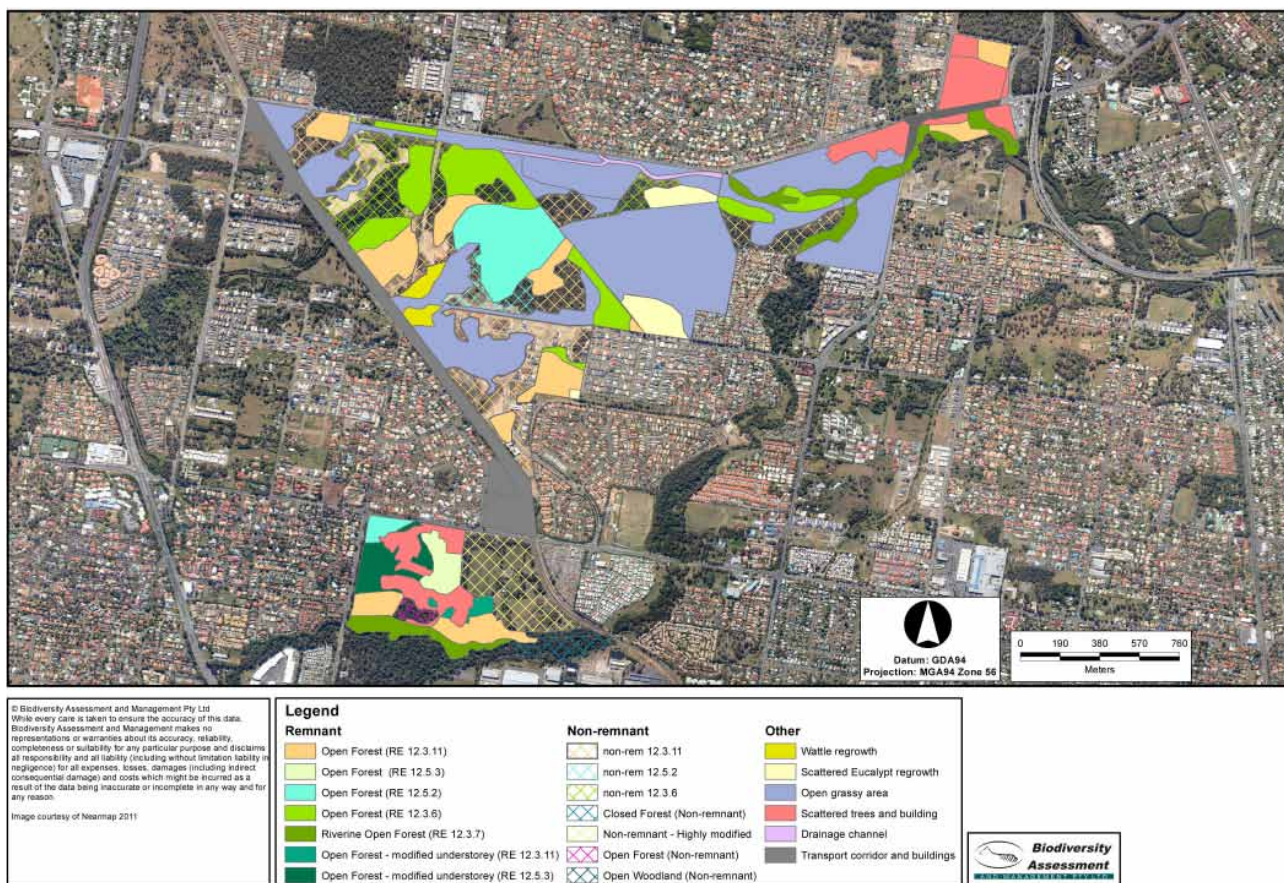 Datum: GDA94
Projection: MGA94 Zone 56
0 190 380 570 760
Meters
© Biodiversity Assessment and Management Pty Ltd
While every care is taken to ensure the accuracy of this data.
Biodiversity Assessment and Management makes no
representations or warranties about its accuracy, reliability,
completeness or suitability for any particular purpose and disclaims
all responsibility and all liability (including without limitation liability in
negligence) for all expenses, losses, damages (including indirect
consequential damage) and costs which might be incurred as a
result of the data being inaccurate or incomplete in any way and for
any reason.
Image courtesy of Nearmap 2011
Legend
Remnant
Open Forest (RE 12.3.11)
Open Forest (RE 12.5.3)
Open Forest (RE 12.5.2)
Open Forest (RE 12.3.6)
Riverine Open Forest (RE 12.3.7)
Open Forest - modified understorey (RE 12.3.11)
Open Forest - modified understorey (RE 12.5.3)
Non-remnant
non-rem 12.3.11
non-rem 12.5.2
non-rem 12.3.6
Closed Forest (Non-remnant)
Non-remnant - Highly modified
Open Forest (Non-remnant)
Open Woodland (Non-remnant)
Other
Wattle regrowth
Scattered Eucalypt regrowth
Open grassy area
Scattered trees and building
Drainage channel
Transport corridor and buildings
Biodiversity
Assessment
AND MANAGEMENT PTY LTD